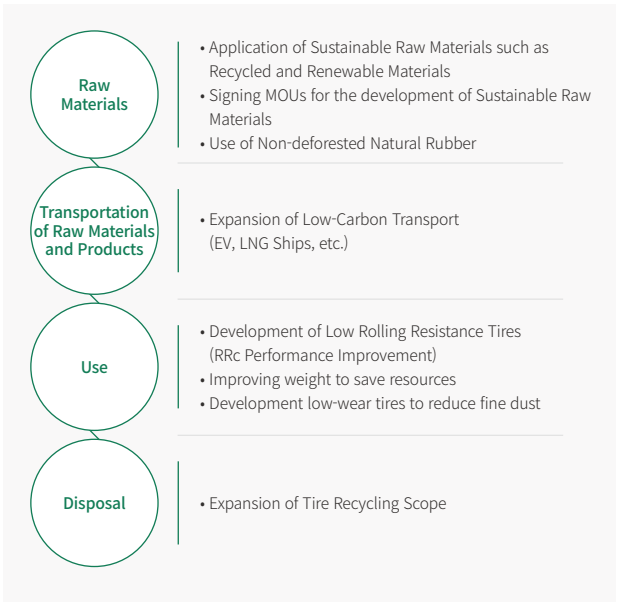 Raw
Materials
• Application of Sustainable Raw Materials such as
Recycled and Renewable Materials
• Signing MOUs for the development of Sustainable Raw
Materials
• Use of Non-deforested Natural Rubber
Transportation
of Raw Materials
and Products
• Expansion of Low-Carbon Transport
(EV, LNG Ships, etc.)
Use
• Development of Low Rolling Resistance Tires
(RRc Performance Improvement)
• Improving weight to save resources
• Development low-wear tires to reduce fine dust
Disposal
• Expansion of Tire Recycling Scope